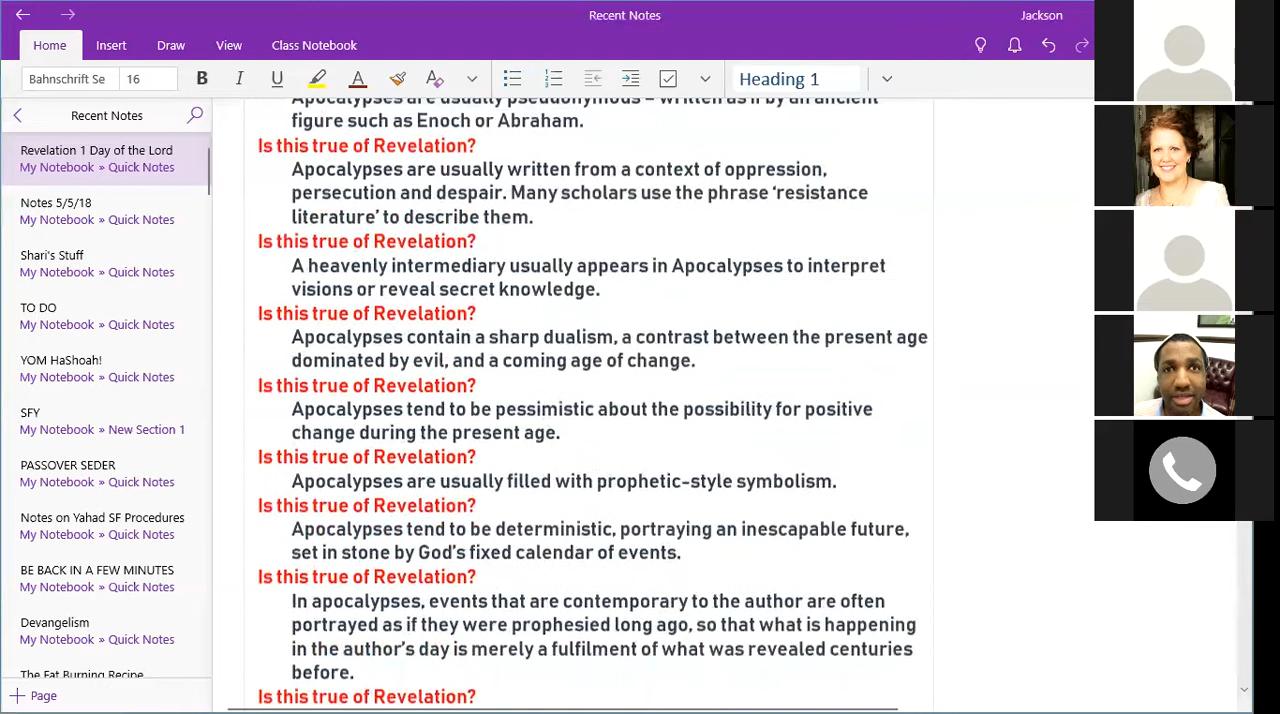 Recent Notes
Jackson
Home Insert Draw View Class Notebook
Bahnschrift Se 16 B I U A A Heading 1
Recent Notes
Revelation 1 Day of the Lord
My Notebook » Quick Notes
Notes 5/5/18
My Notebook » Quick Notes
Shari's Stuff
My Notebook » Quick Notes
TO DO
My Notebook » Quick Notes
YOM HaShoah!
My Notebook » Quick Notes
SFY
My Notebook » New Section 1
PASSOVER SEDER
My Notebook » Quick Notes
Notes on Yahad SF Procedures
My Notebook » Quick Notes
BE BACK IN A FEW MINUTES
My Notebook » Quick Notes
Devangelism
My Notebook » Quick Notes
The Fat Burning Recipe
Page
Apocalypses are usually pseudonymous – written as if by an ancient
figure such as Enoch or Abraham.
Is this true of Revelation?
Apocalypses are usually written from a context of oppression,
persecution and despair. Many scholars use the phrase ‘resistance
literature’ to describe them.
Is this true of Revelation?
A heavenly intermediary usually appears in Apocalypses to interpret
visions or reveal secret knowledge.
Is this true of Revelation?
Apocalypses contain a sharp dualism, a contrast between the present age
dominated by evil, and a coming age of change.
Is this true of Revelation?
Apocalypses tend to be pessimistic about the possibility for positive
change during the present age.
Is this true of Revelation?
Apocalypses are usually filled with prophetic-style symbolism.
Is this true of Revelation?
Apocalypses tend to be deterministic, portraying an inescapable future,
set in stone by God’s fixed calendar of events.
Is this true of Revelation?
In apocalypses, events that are contemporary to the author are often
portrayed as if they were prophesied long ago, so that what is happening
in the author’s day is merely a fulfilment of what was revealed centuries
before.
Is this true of Revelation?